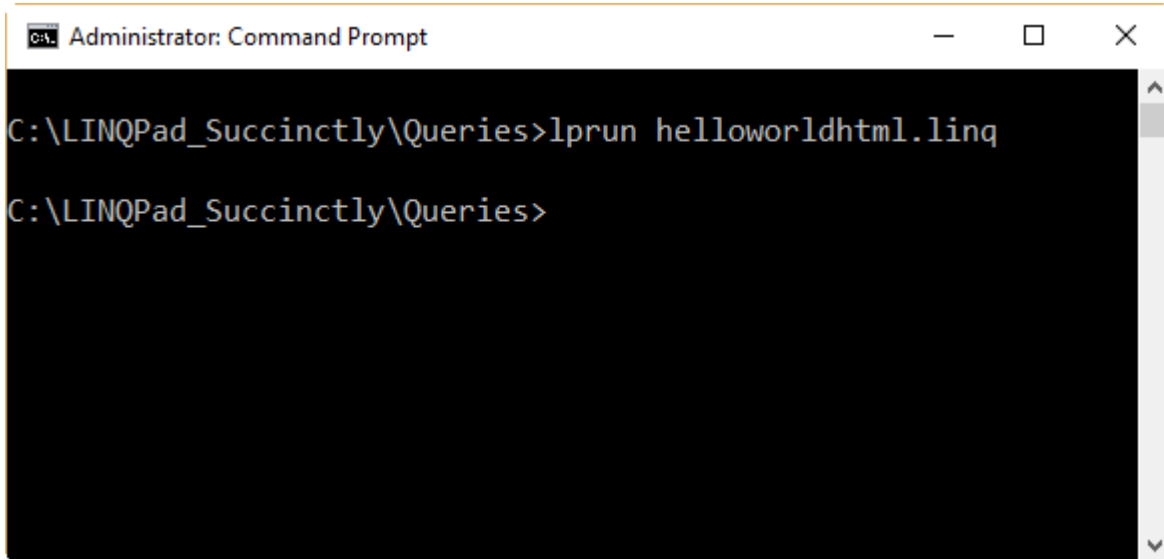 Administrator: Command Prompt
C:\LINQPad_Succinctly\Queries>lprun helloworldhtml.linq
C:\LINQPad_Succinctly\Queries>